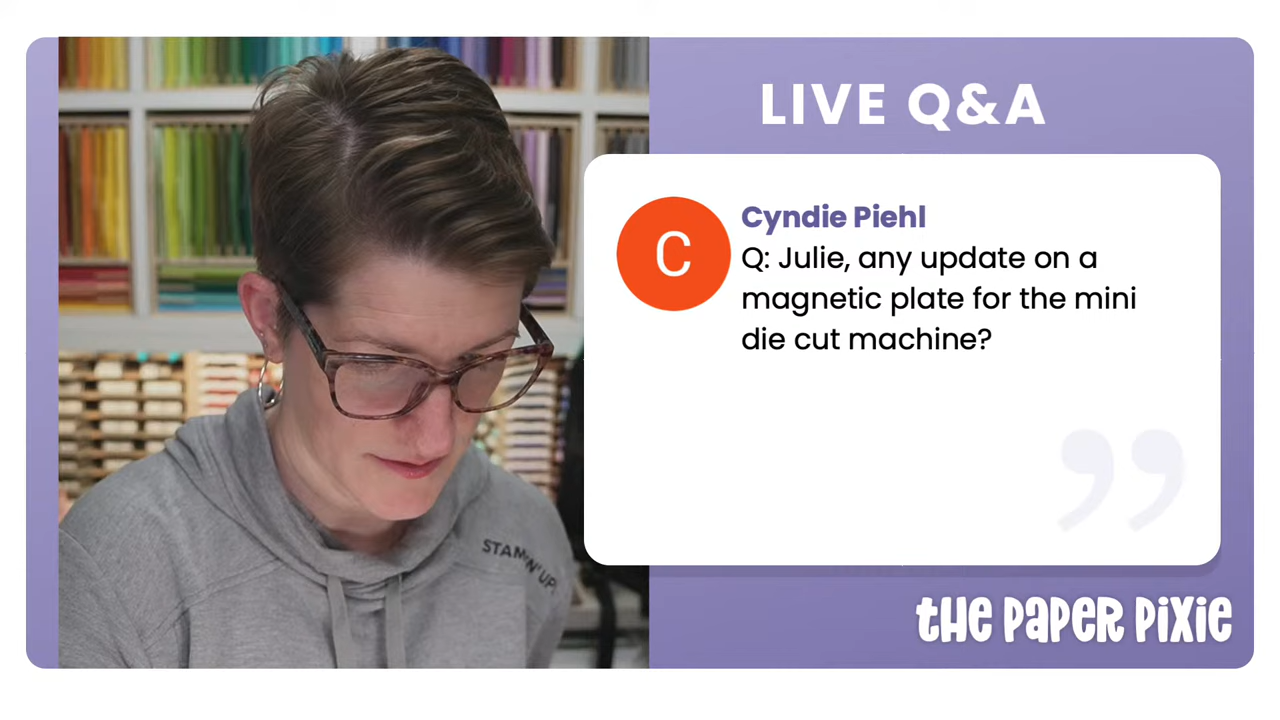 LIVE Q&A
C
Cyndie Piehl
Q: Julie, any update on a
magnetic plate for the mini
die cut machine?
”
STAMPIN' UP!
the PaPeR PiXie